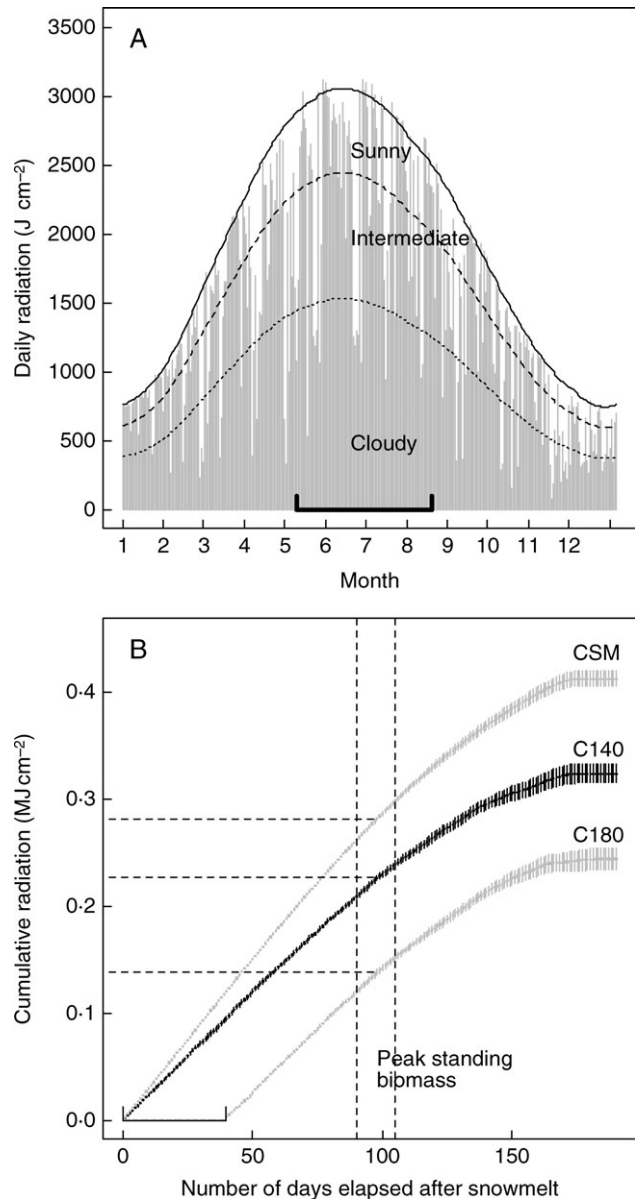 A
3500
3000
2500
2000
1500
1000
500
0
Daily radiation (J cm−2)
Sunny
Intermediate
Cloudy
1 2 3 4 5 6 7 8 9 10 11 12
Month
B
CSM
C140
C180
0·4
0·3
0·2
0·1
0·0
Cumulative radiation (MJ cm−2)
Peak standing
biomass
0 50 100 150
Number of days elapsed after snowmelt